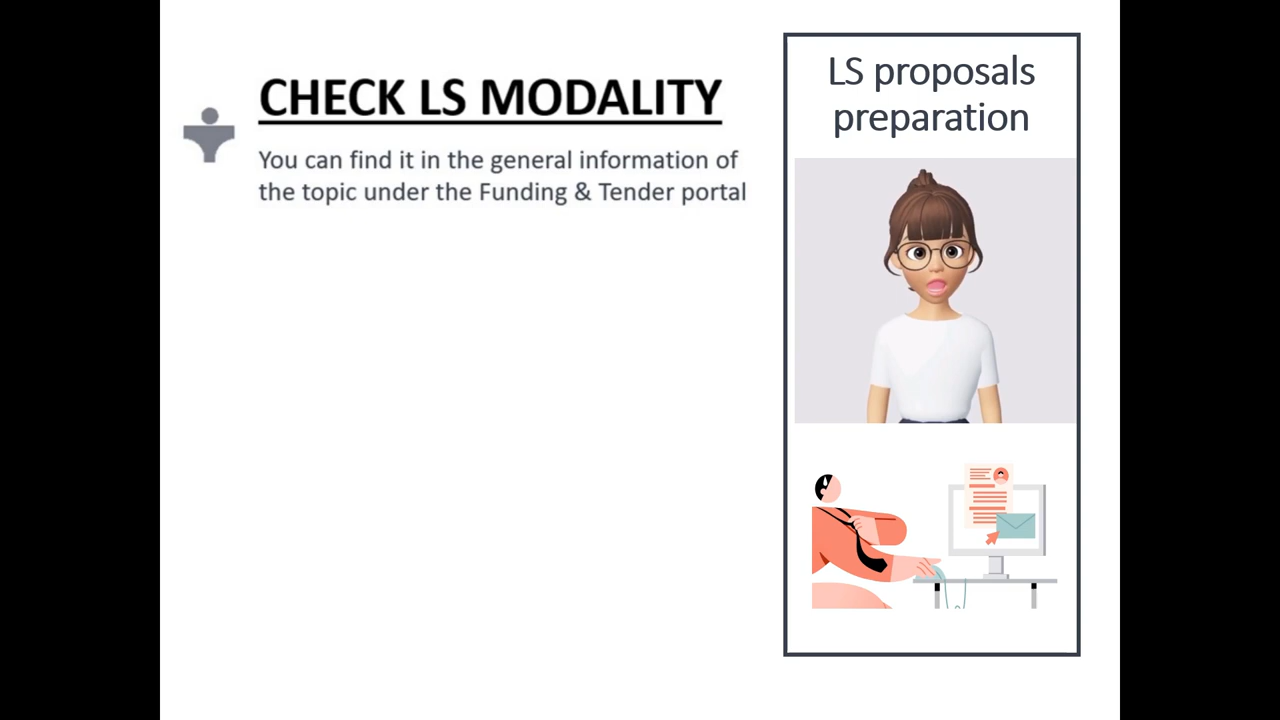 CHECK LS MODALITY
You can find it in the general information of
the topic under the Funding & Tender portal
LS proposals
preparation